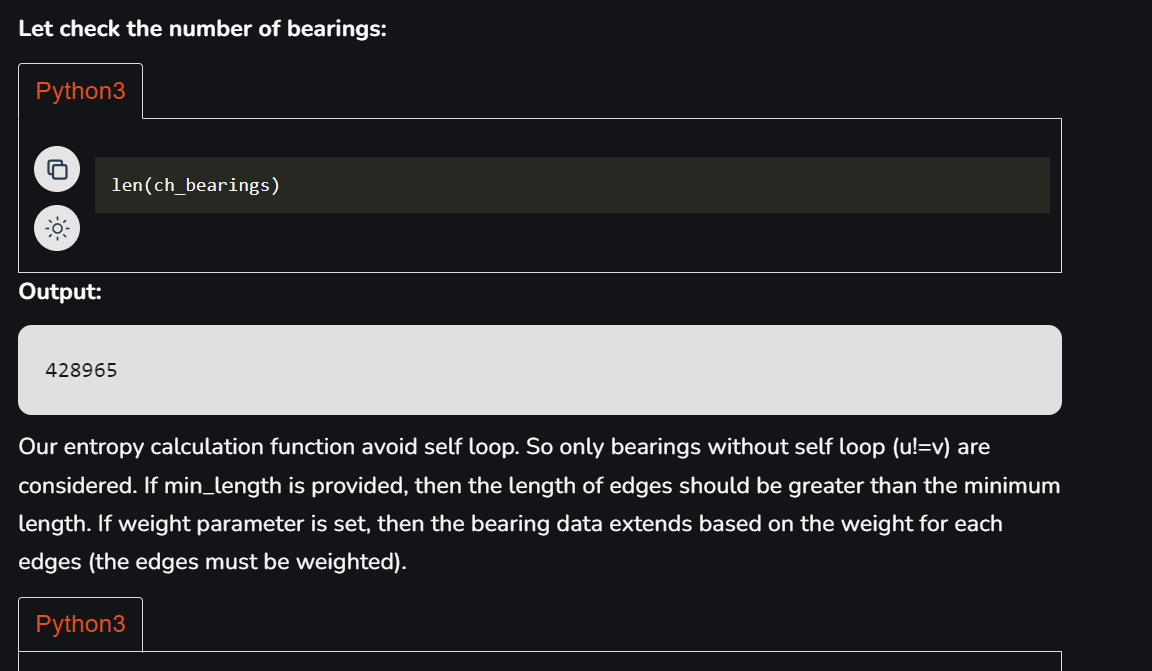 Let check the number of bearings:
Python3
len(ch_bearings)
Output:
428965
Our entropy calculation function avoid self loop. So only bearings without self loop (u!=v) are
considered. If min_length is provided, then the length of edges should be greater than the minimum
length. If weight parameter is set, then the bearing data extends based on the weight for each
edges (the edges must be weighted).
Python3